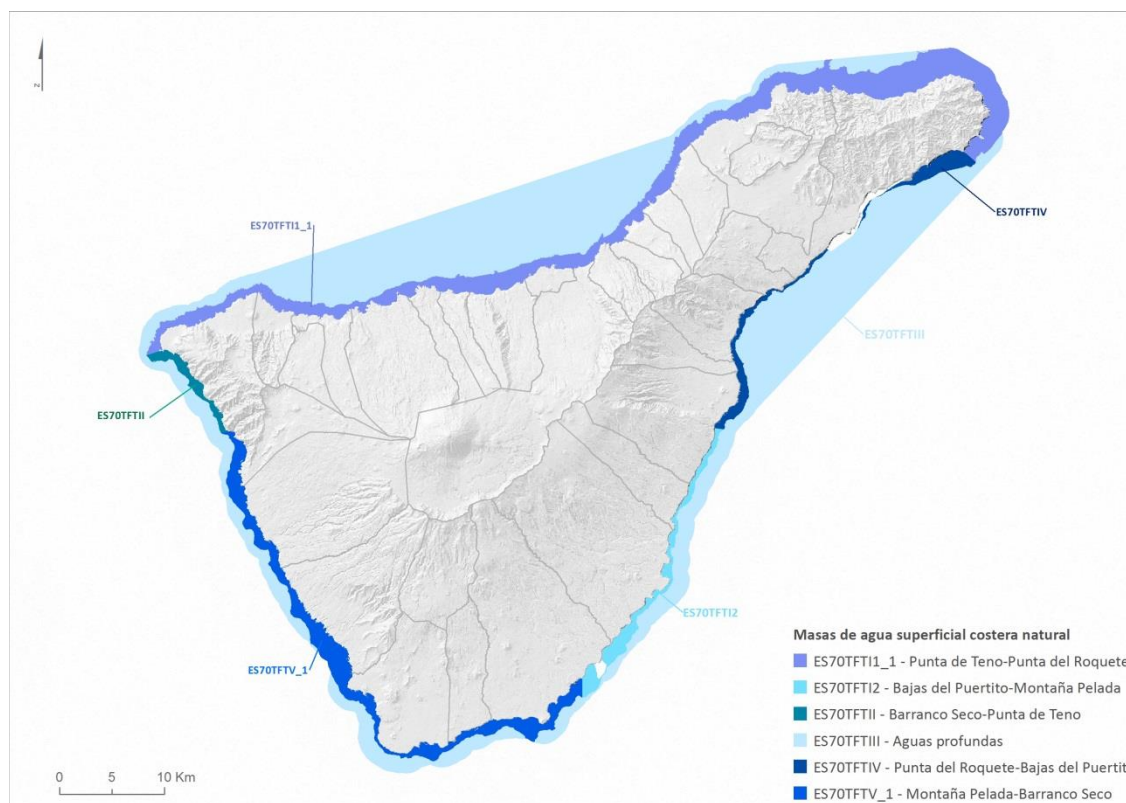 z
ES70TFTI1_1
ES70TFTIV
ES70TFTIII
ES70TFTII
ES70TFTI2
ES70TFTV_1
Masas de agua superficial costera natural
ES70TFTI1_1 - Punta de Teno-Punta del Roquete
ES70TFTI2 - Bajas del Puertito-Montaña Pelada
ES70TFTII - Barranco Seco-Punta de Teno
ES70TFTIII - Aguas profundas
ES70TFTIV - Punta del Roquete-Bajas del Puertit
ES70TFTV_1 - Montaña Pelada-Barranco Seco
0 5 10 Km